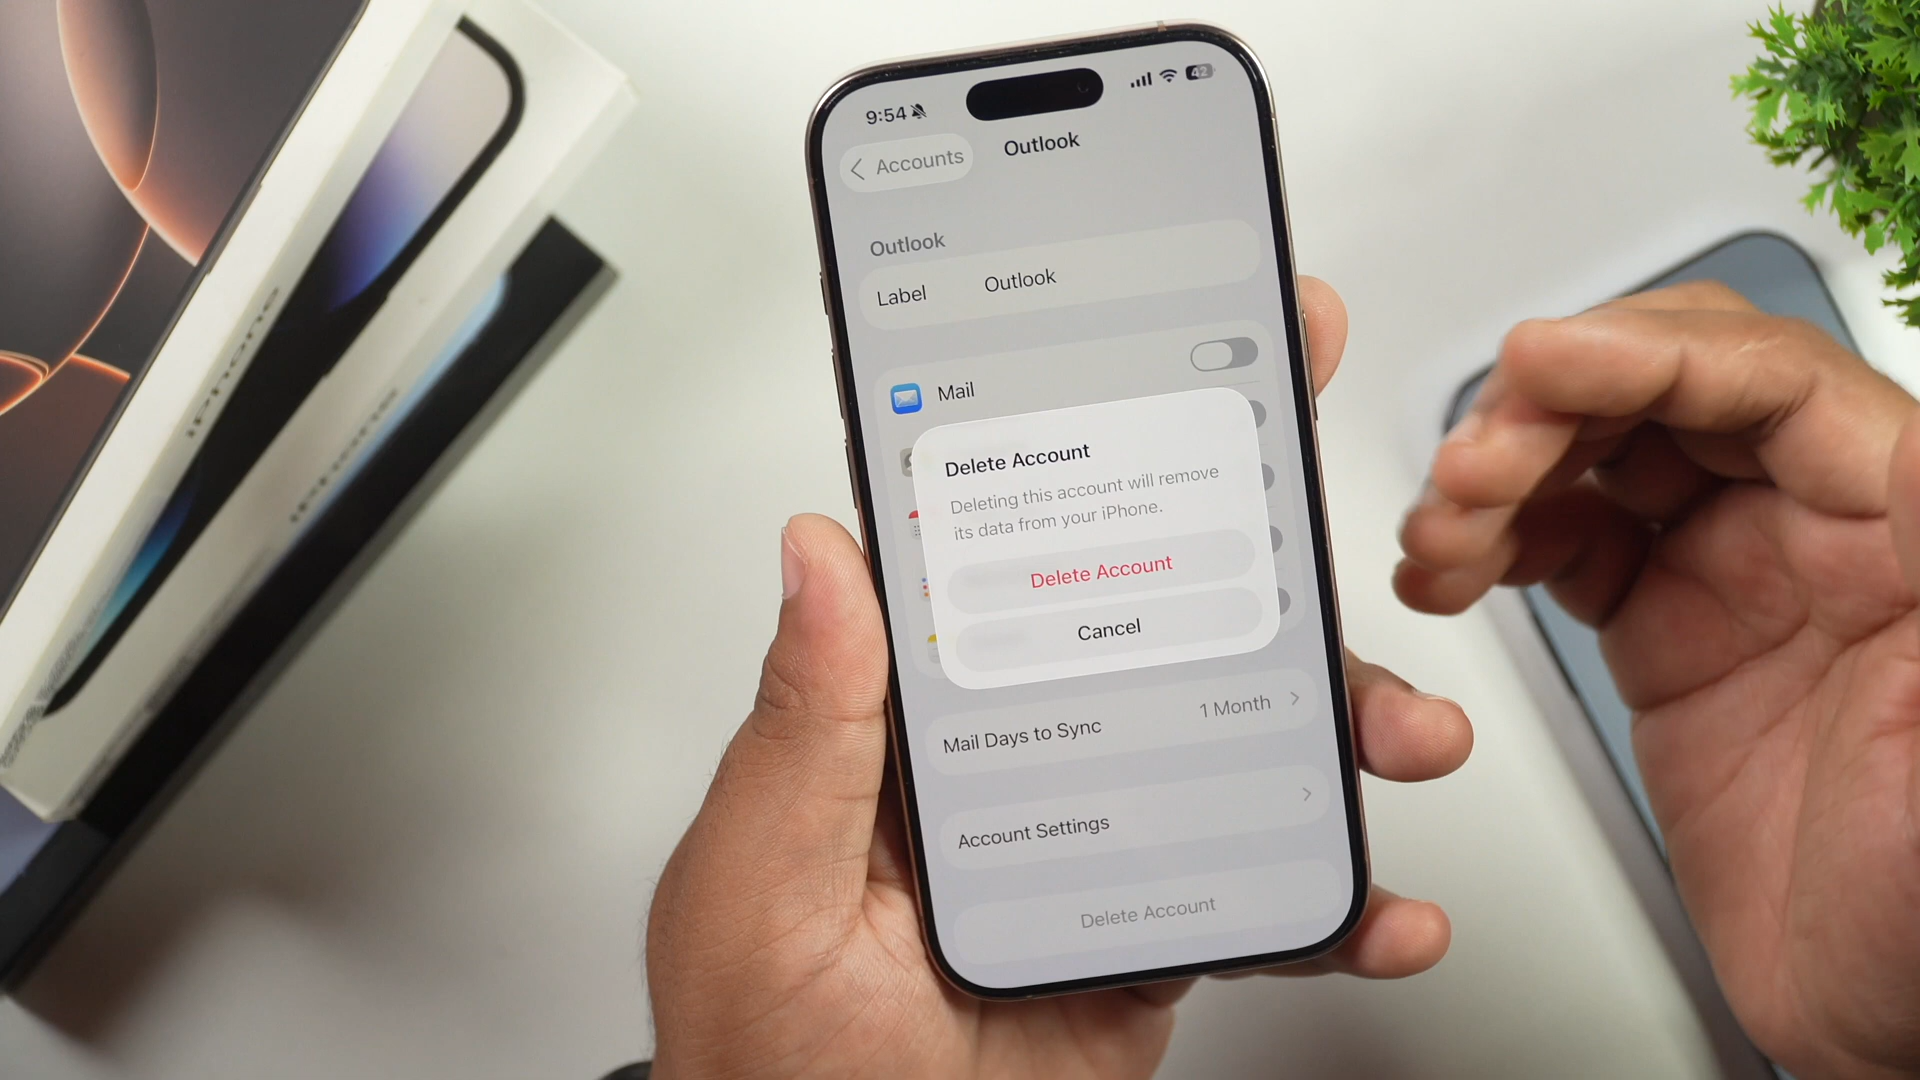 9:54
42
Accounts
Outlook
Outlook
Label Outlook
Mail
Delete Account
Deleting this account will remove
its data from your iPhone.
Delete Account
Cancel
Mail Days to Sync 1 Month
Account Settings
Delete Account
iPhone
iPhone